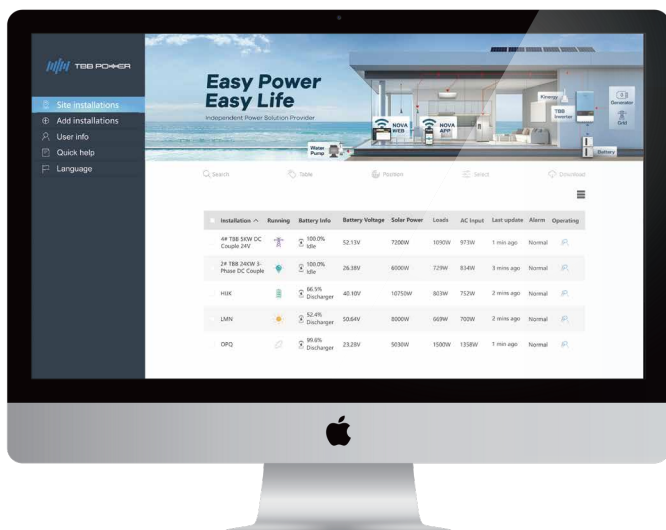 TBB POWER
Site installations
Add installations
User info
Quick help
Language
Easy Power
Easy Life
Independent Power Solution Provider
NOVA WEB
NOVA APP
Water Pump
Kinergy
TBB Inverter
Generator
Grid
Battery
Search Table Position Select Download
Installation Running Battery Info Battery Voltage Solar Power Loads AC Input Last update Alarm Operating
4# TBB 5KW DC Couple 24V 100.0% Idle 52.13V 7200W 1090W 973W 1 min ago Normal
2# TBB 24KW 3-Phase DC Couple 100.0% Idle 26.38V 6000W 729W 834W 3 mins ago Normal
HIJK 66.5% Discharger 40.10V 10750W 803W 752W 2 mins ago Normal
LMN 52.4% Discharger 50.64V 8000W 669W 700W 2 mins ago Normal
OPQ 99.6% Discharger 23.28V 5030W 1500W 1358W 1 min ago Normal